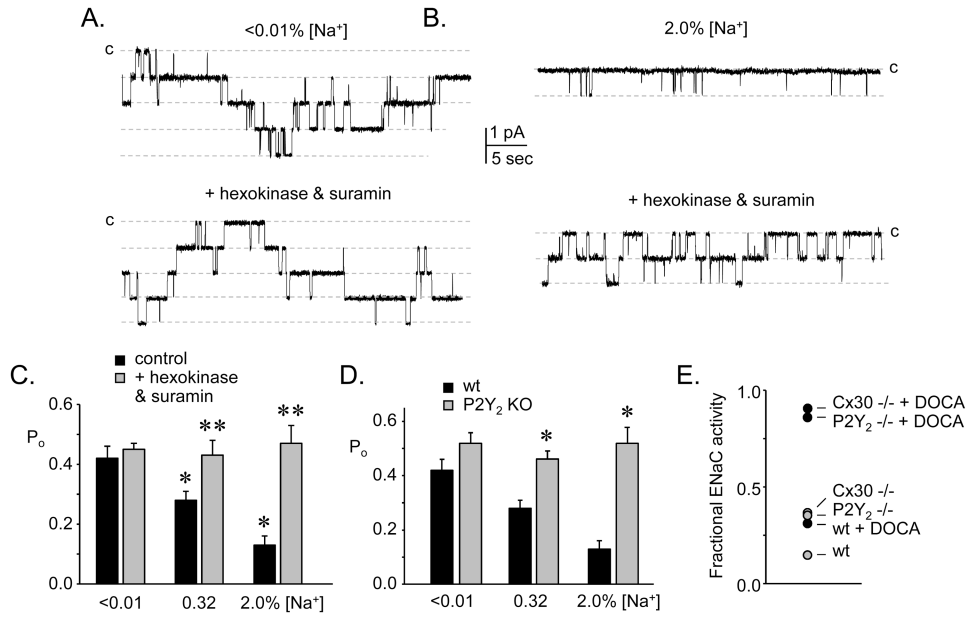 A.
<0.01% [Na⁺]
c
B.
2.0% [Na⁺]
c
1 pA
5 sec
+ hexokinase & suramin
c
+ hexokinase & suramin
c
C.
control
+ hexokinase
& suramin
Pₒ
0.6
0.4
0.2
0.0
*
**
*
**
<0.01 0.32 2.0% [Na⁺]
D.
wt
P2Y₂ KO
Pₒ
0.6
0.4
0.2
0.0
*
*
<0.01 0.32 2.0% [Na⁺]
E.
Fractional ENaC activity
1.0
0.5
0.0
Cx30 -/- + DOCA
P2Y₂ -/- + DOCA
Cx30 -/-
P2Y₂ -/-
wt + DOCA
wt